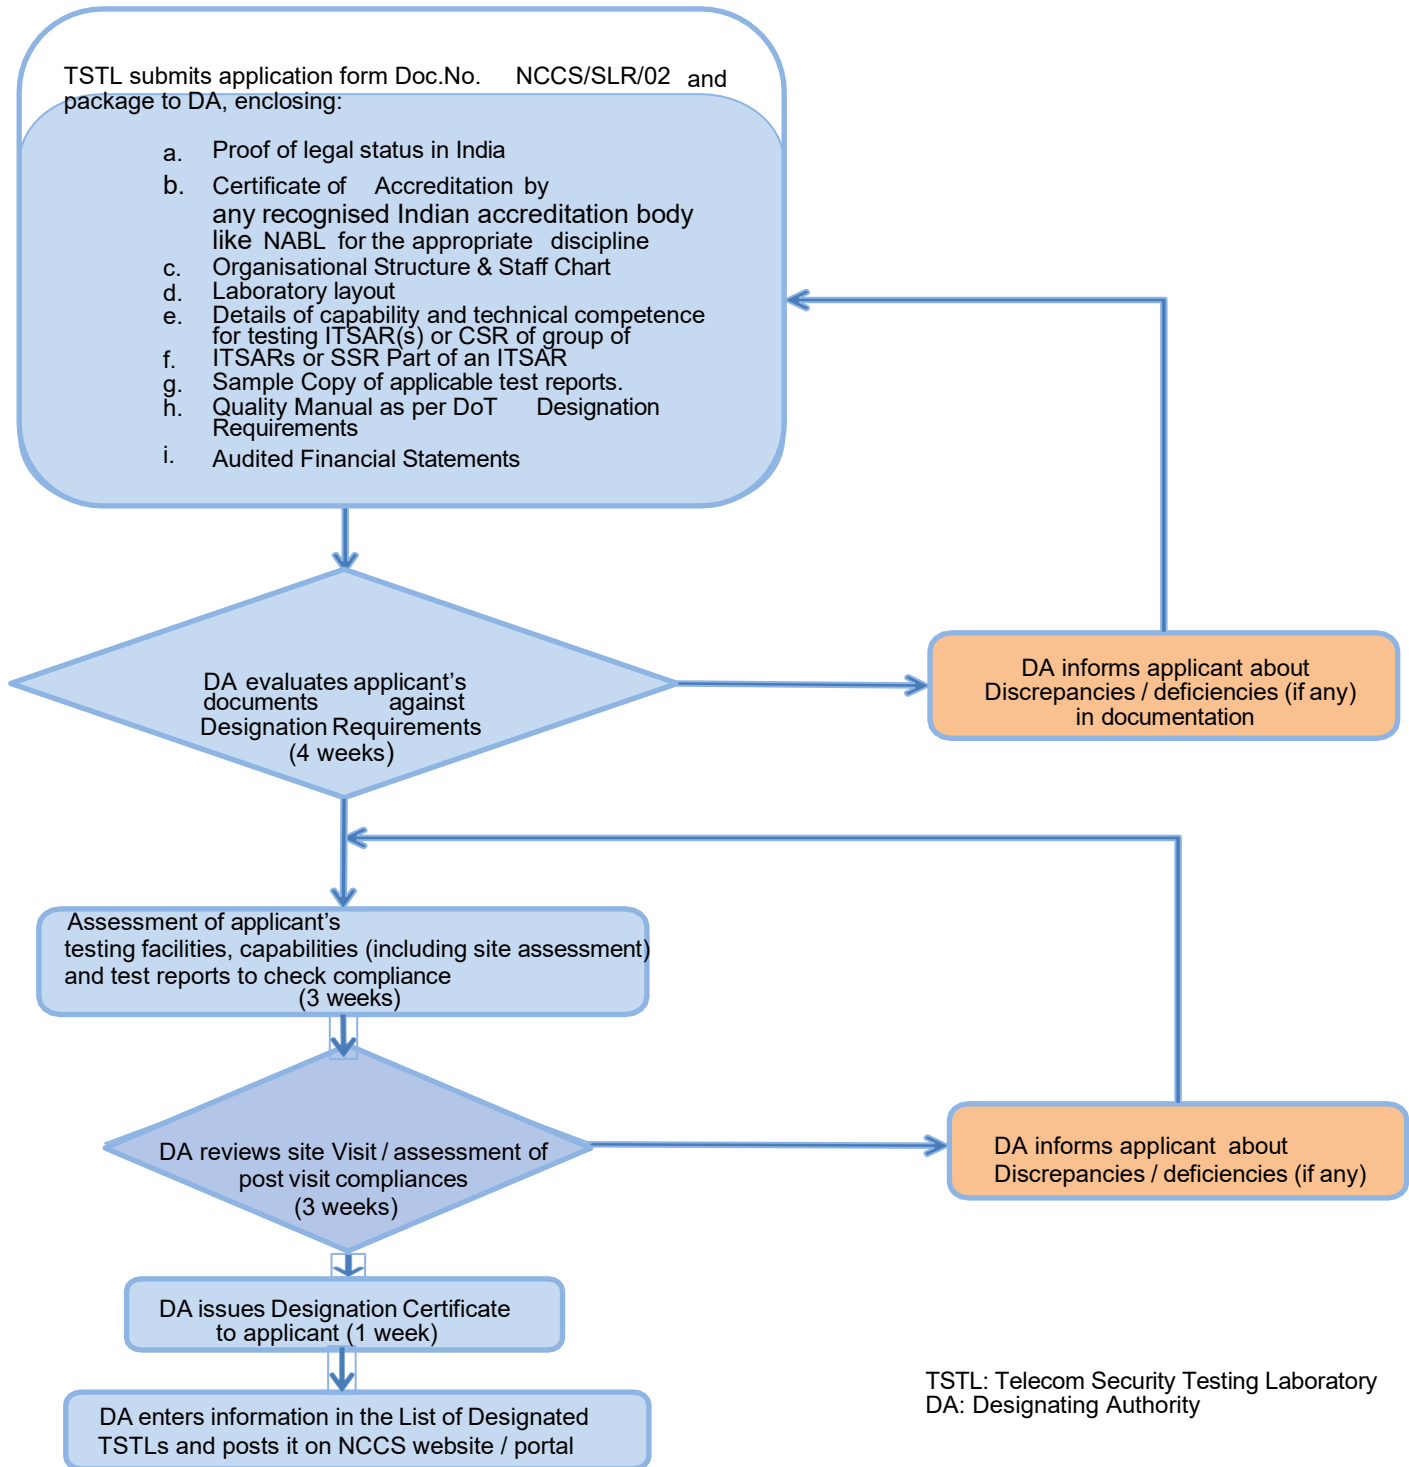 TSTL submits application form Doc.No. NCCS/SLR/02 and
package to DA, enclosing:
a. Proof of legal status in India
b. Certificate of Accreditation by
any recognised Indian accreditation body
like NABL for the appropriate discipline
c. Organisational Structure & Staff Chart
d. Laboratory layout
e. Details of capability and technical competence
for testing ITSAR(s) or CSR of group of
f. ITSARs or SSR Part of an ITSAR
g. Sample Copy of applicable test reports.
h. Quality Manual as per DoT Designation
Requirements
i. Audited Financial Statements
DA evaluates applicant's
documents against
Designation Requirements
(4 weeks)
DA informs applicant about
Discrepancies / deficiencies (if any)
in documentation
Assessment of applicant's
testing facilities, capabilities (including site assessment)
and test reports to check compliance
(3 weeks)
DA reviews site Visit / assessment of
post visit compliances
(3 weeks)
DA informs applicant about
Discrepancies / deficiencies (if any)
DA issues Designation Certificate
to applicant (1 week)
DA enters information in the List of Designated
TSTLs and posts it on NCCS website / portal
TSTL: Telecom Security Testing Laboratory
DA: Designating Authority